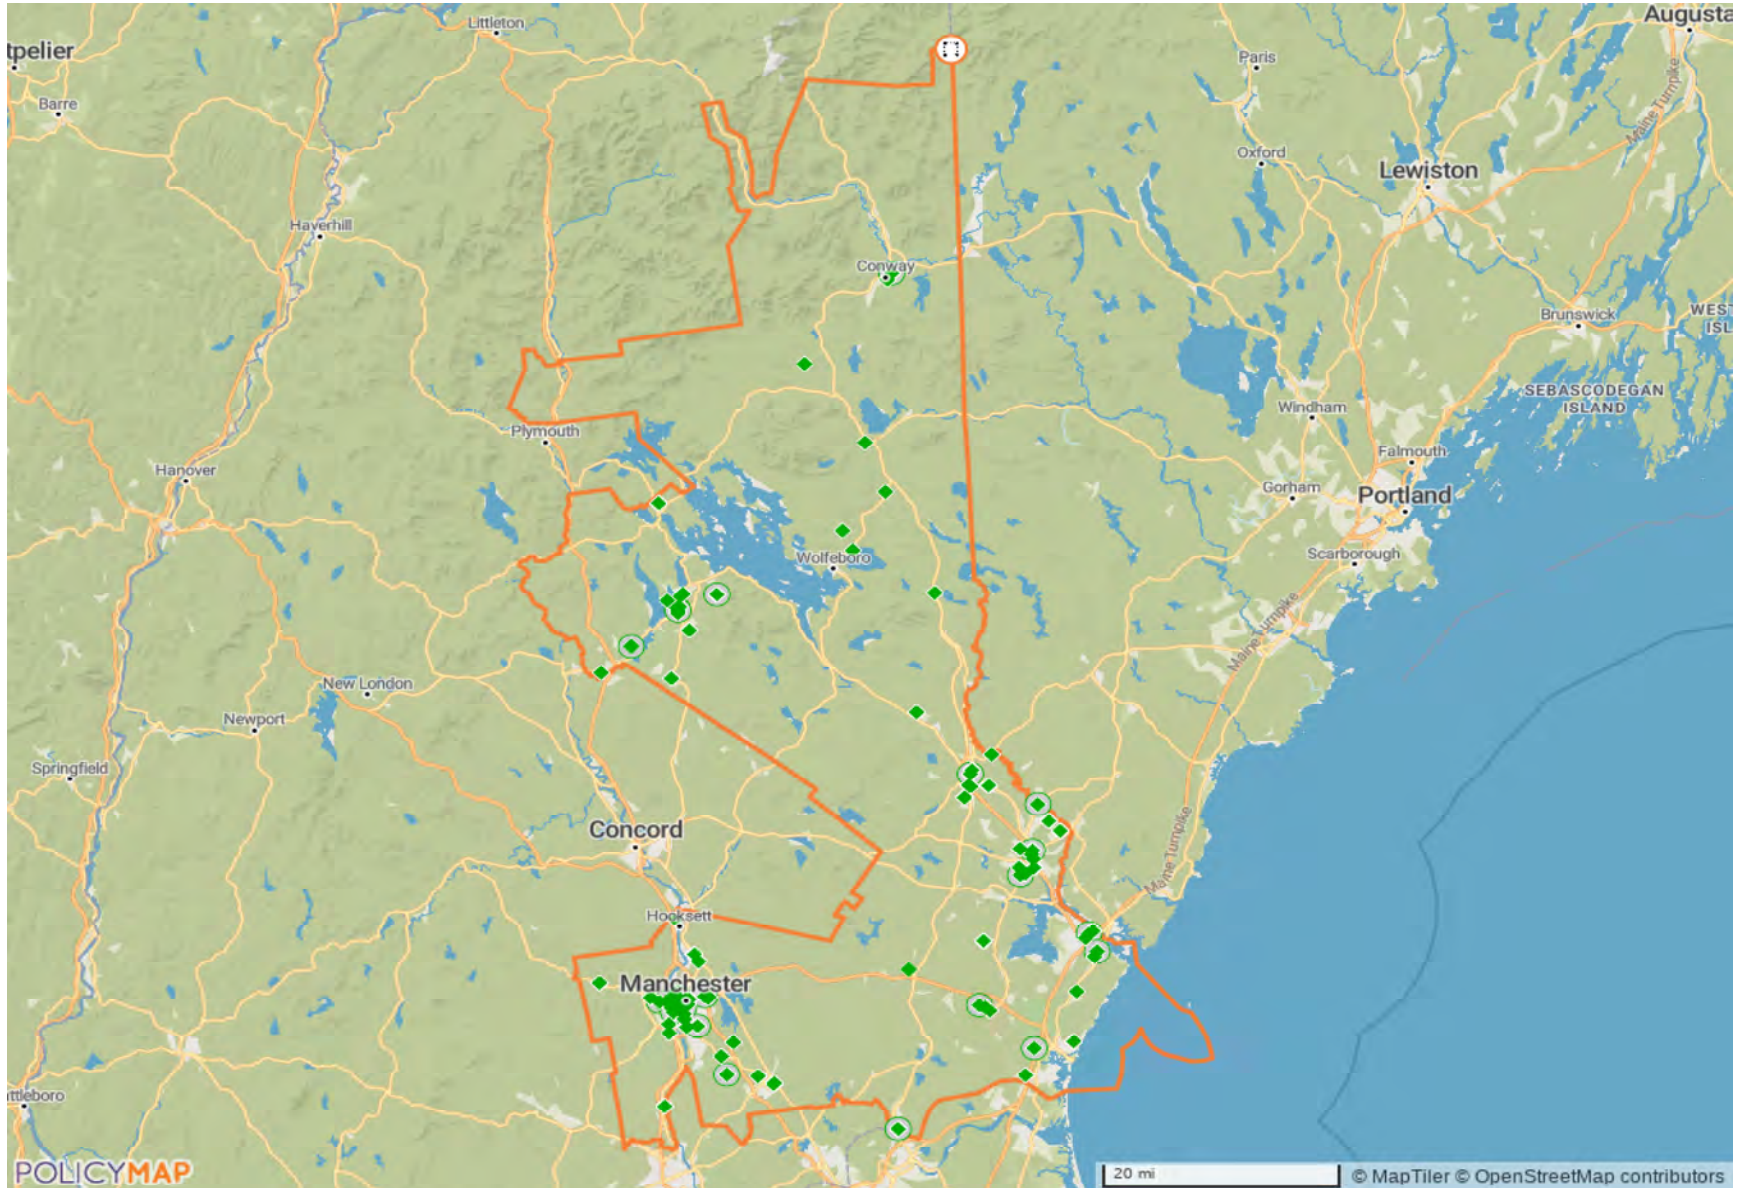 Littleton
Augusta
tpelier
Paris
Barre
Maine Turnpike
Oxford
Lewiston
Haverhill
Conway
Brunswick
WEST
ISL
SEBASCODEGAN
ISLAND
Windham
Plymouth
Falmouth
Hanover
Gorham
Portland
Scarborough
Wolfeboro
Maine Turnpike
New London
Newport
Springfield
Concord
Maine Turnpike
Hooksett
Manchester
attleboro
POLICYMAP
20 mi
© MapTiler © OpenStreetMap contributors